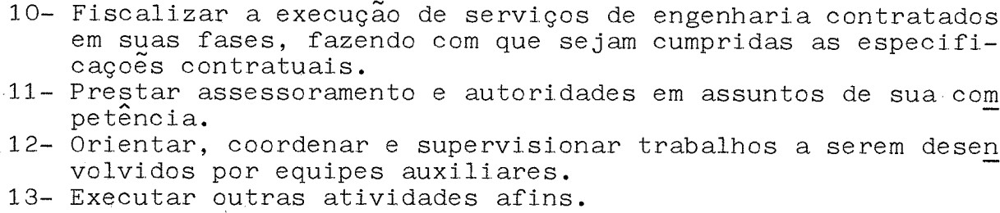 10- Fiscalizar a execução de serviços de engenharia contratados
em suas fases, fazendo com que sejam cumpridas as especifi-
caçoẽs contratuais.
11- Prestar assessoramento e autoridades em assuntos de sua com
petência.
12- Orientar, coordenar e supervisionar trabalhos a serem desen
volvidos por equipes auxiliares.
13- Executar outras atividades afins.